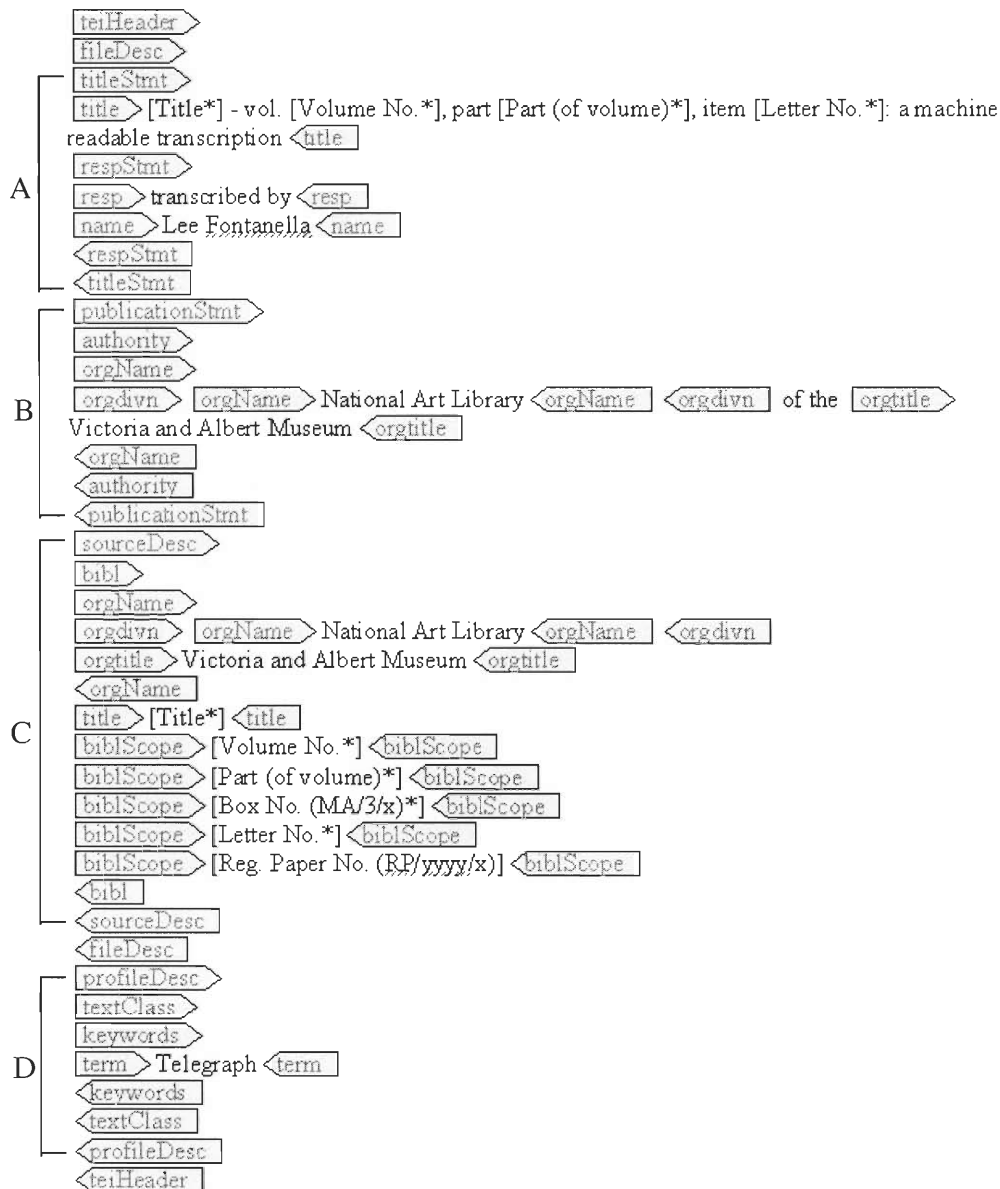 teiHeader
fileDesc
titleStmt
title [Title*] - vol. [Volume No.*], part [Part (of volume)*], item [Letter No.*]: a machine
readable transcription title
respStmt
A
resp transcribed by resp
name Lee Fontanella name
respStmt
titleStmt
publicationStmt
authority
orgName
B
orgdivn orgName National Art Library orgName orgdivn of the orgtitle
Victoria and Albert Museum orgtitle
orgName
authority
publicationStmt
sourceDesc
bibl
orgName
orgdivn orgName National Art Library orgName orgdivn
orgtitle Victoria and Albert Museum orgtitle
orgName
C
title [Title*] title
biblScope [Volume No.*] biblScope
biblScope [Part (of volume)*] biblScope
biblScope [Box No. (MA/3/x)*] biblScope
biblScope [Letter No.*] biblScope
biblScope [Reg. Paper No. (RP/yyyy/x)] biblScope
bibl
sourceDesc
fileDesc
profileDesc
textClass
keywords
D
term Telegraph term
keywords
textClass
profileDesc
teiHeader